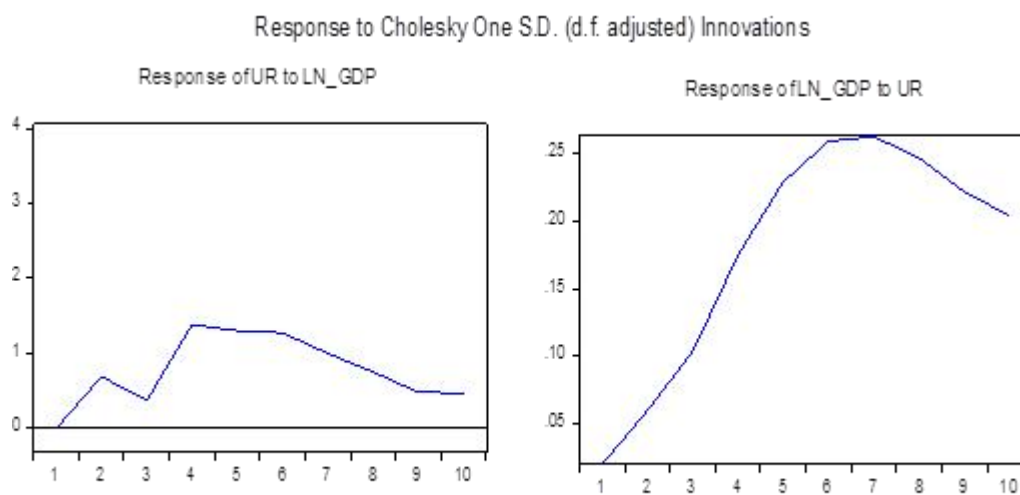 Response to Cholesky One S.D. (d.f. adjusted) Innovations
Response of UR to LN_GDP
4
3
2
1
0
1 2 3 4 5 6 7 8 9 10
Response of LN_GDP to UR
.25
.20
.15
.10
.05
1 2 3 4 5 6 7 8 9 10